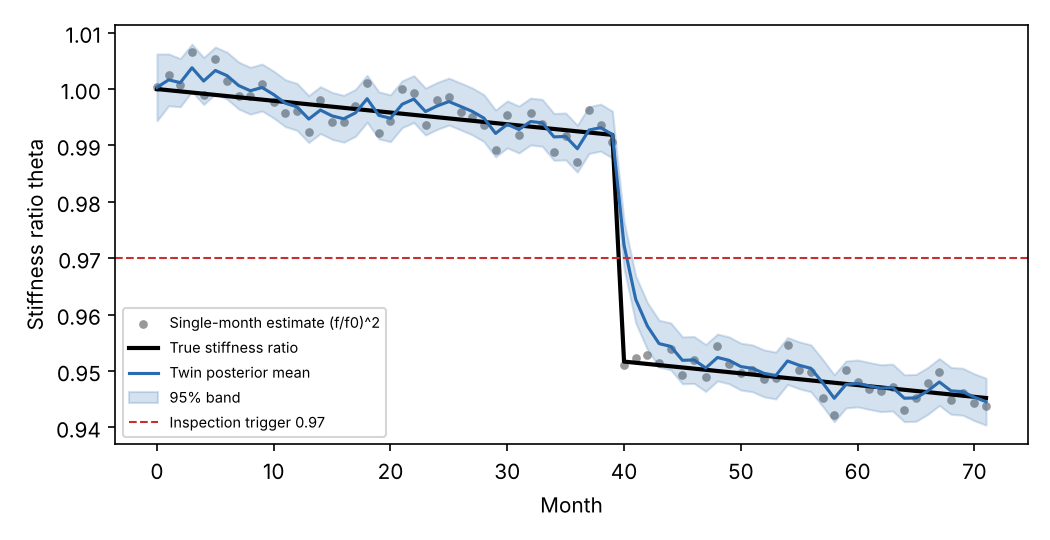 1.01
1.00
0.99
0.98
0.97
0.96
0.95
0.94
Stiffness ratio theta
Single-month estimate (f/f0)^2
True stiffness ratio
Twin posterior mean
95% band
Inspection trigger 0.97
0 10 20 30 40 50 60 70
Month